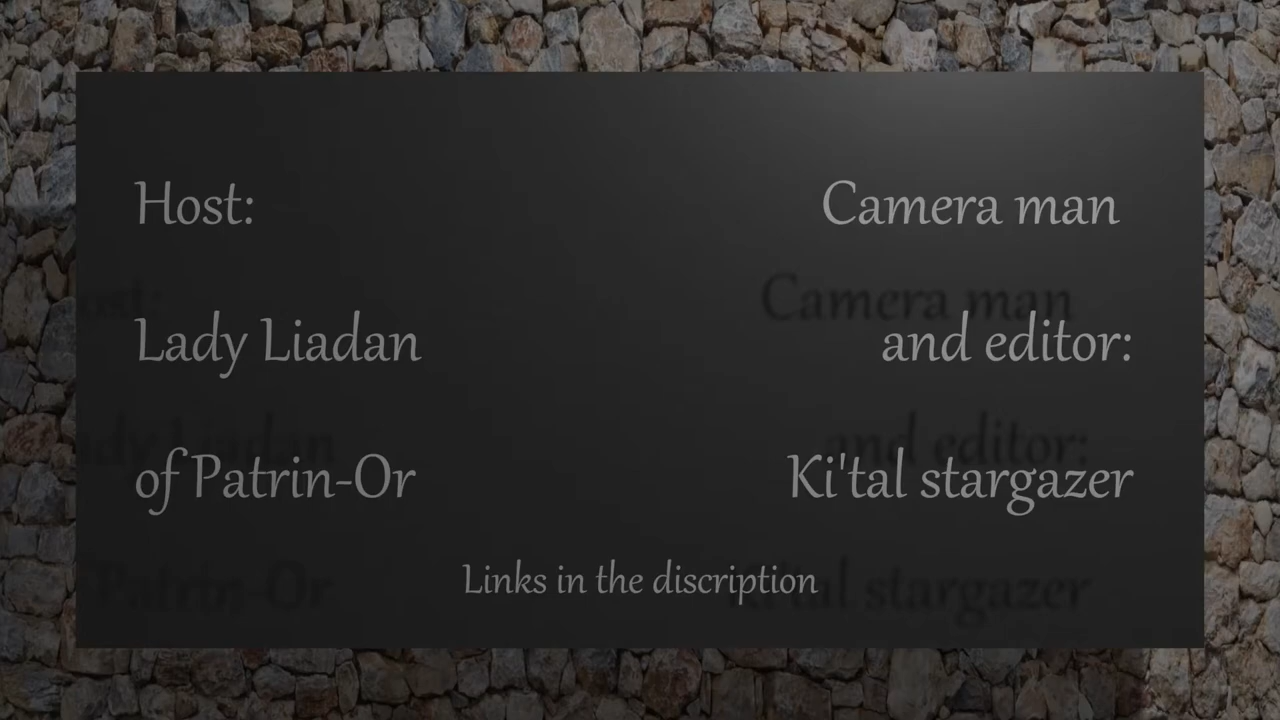 Host:
Lady Liadan
of Patrin-Or
Camera man
and editor:
Ki'tal stargazer
Links in the discription